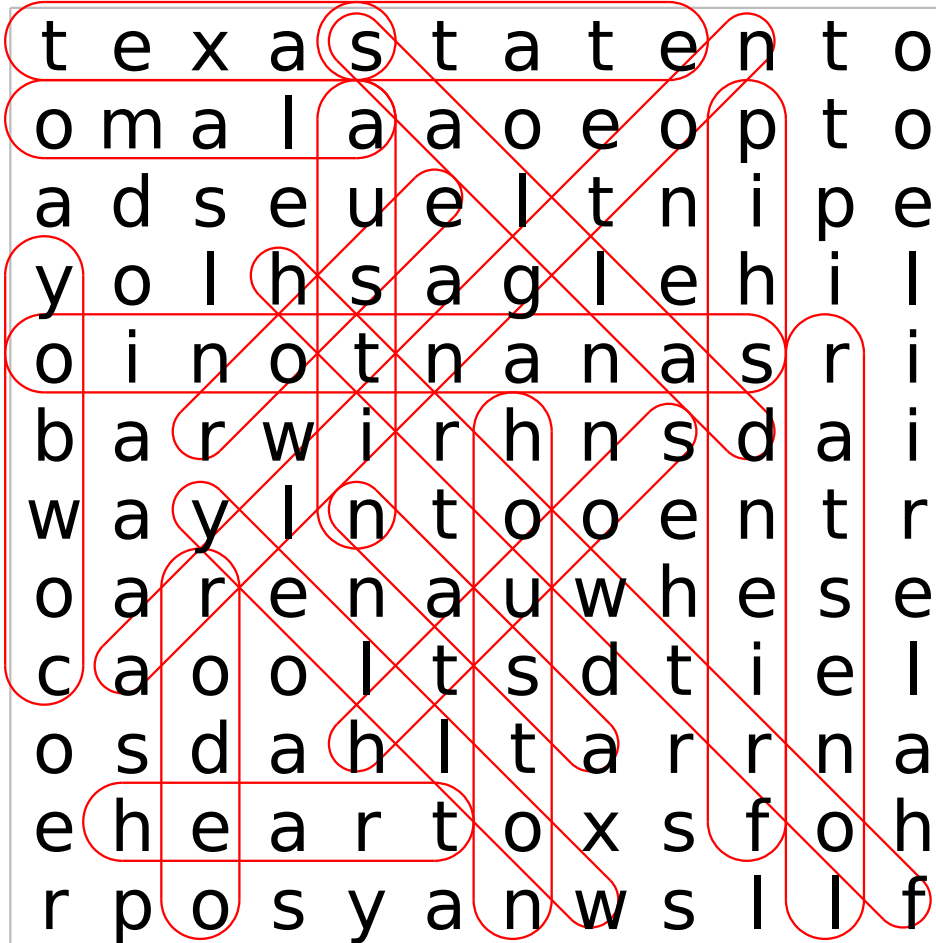 t e x a s t a t e n t o
o m a l a a o e o p t o
a d s e u e l t n i p e
y o l h s a g l e h i l
o i n o t n a n a s r i
b a r w i r h n s d a i
w a y l n t o o e n t r
o a r e n a u w h e s e
c a o o l t s d t i e l
o s d a h l t a r r n a
e h e a r t o x s f o h
r p o s y a n w s l l f